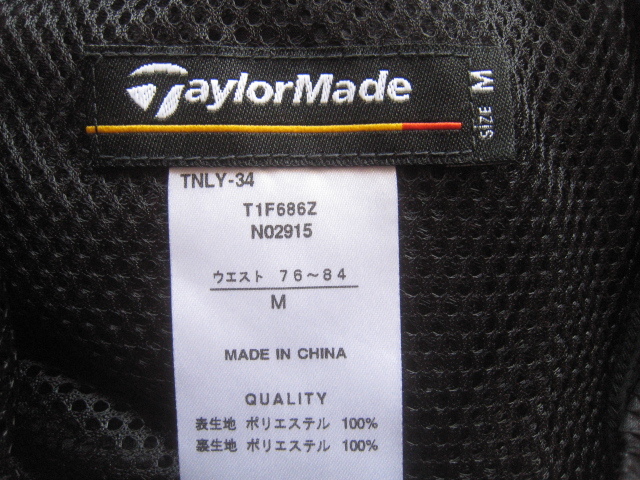 TaylorMade
SIZE M
TNLY-34
T1F686Z
N02915
ウエスト 76～84
M
MADE IN CHINA
QUALITY
表生地 ポリエステル 100%
裏生地 ポリエステル 100%